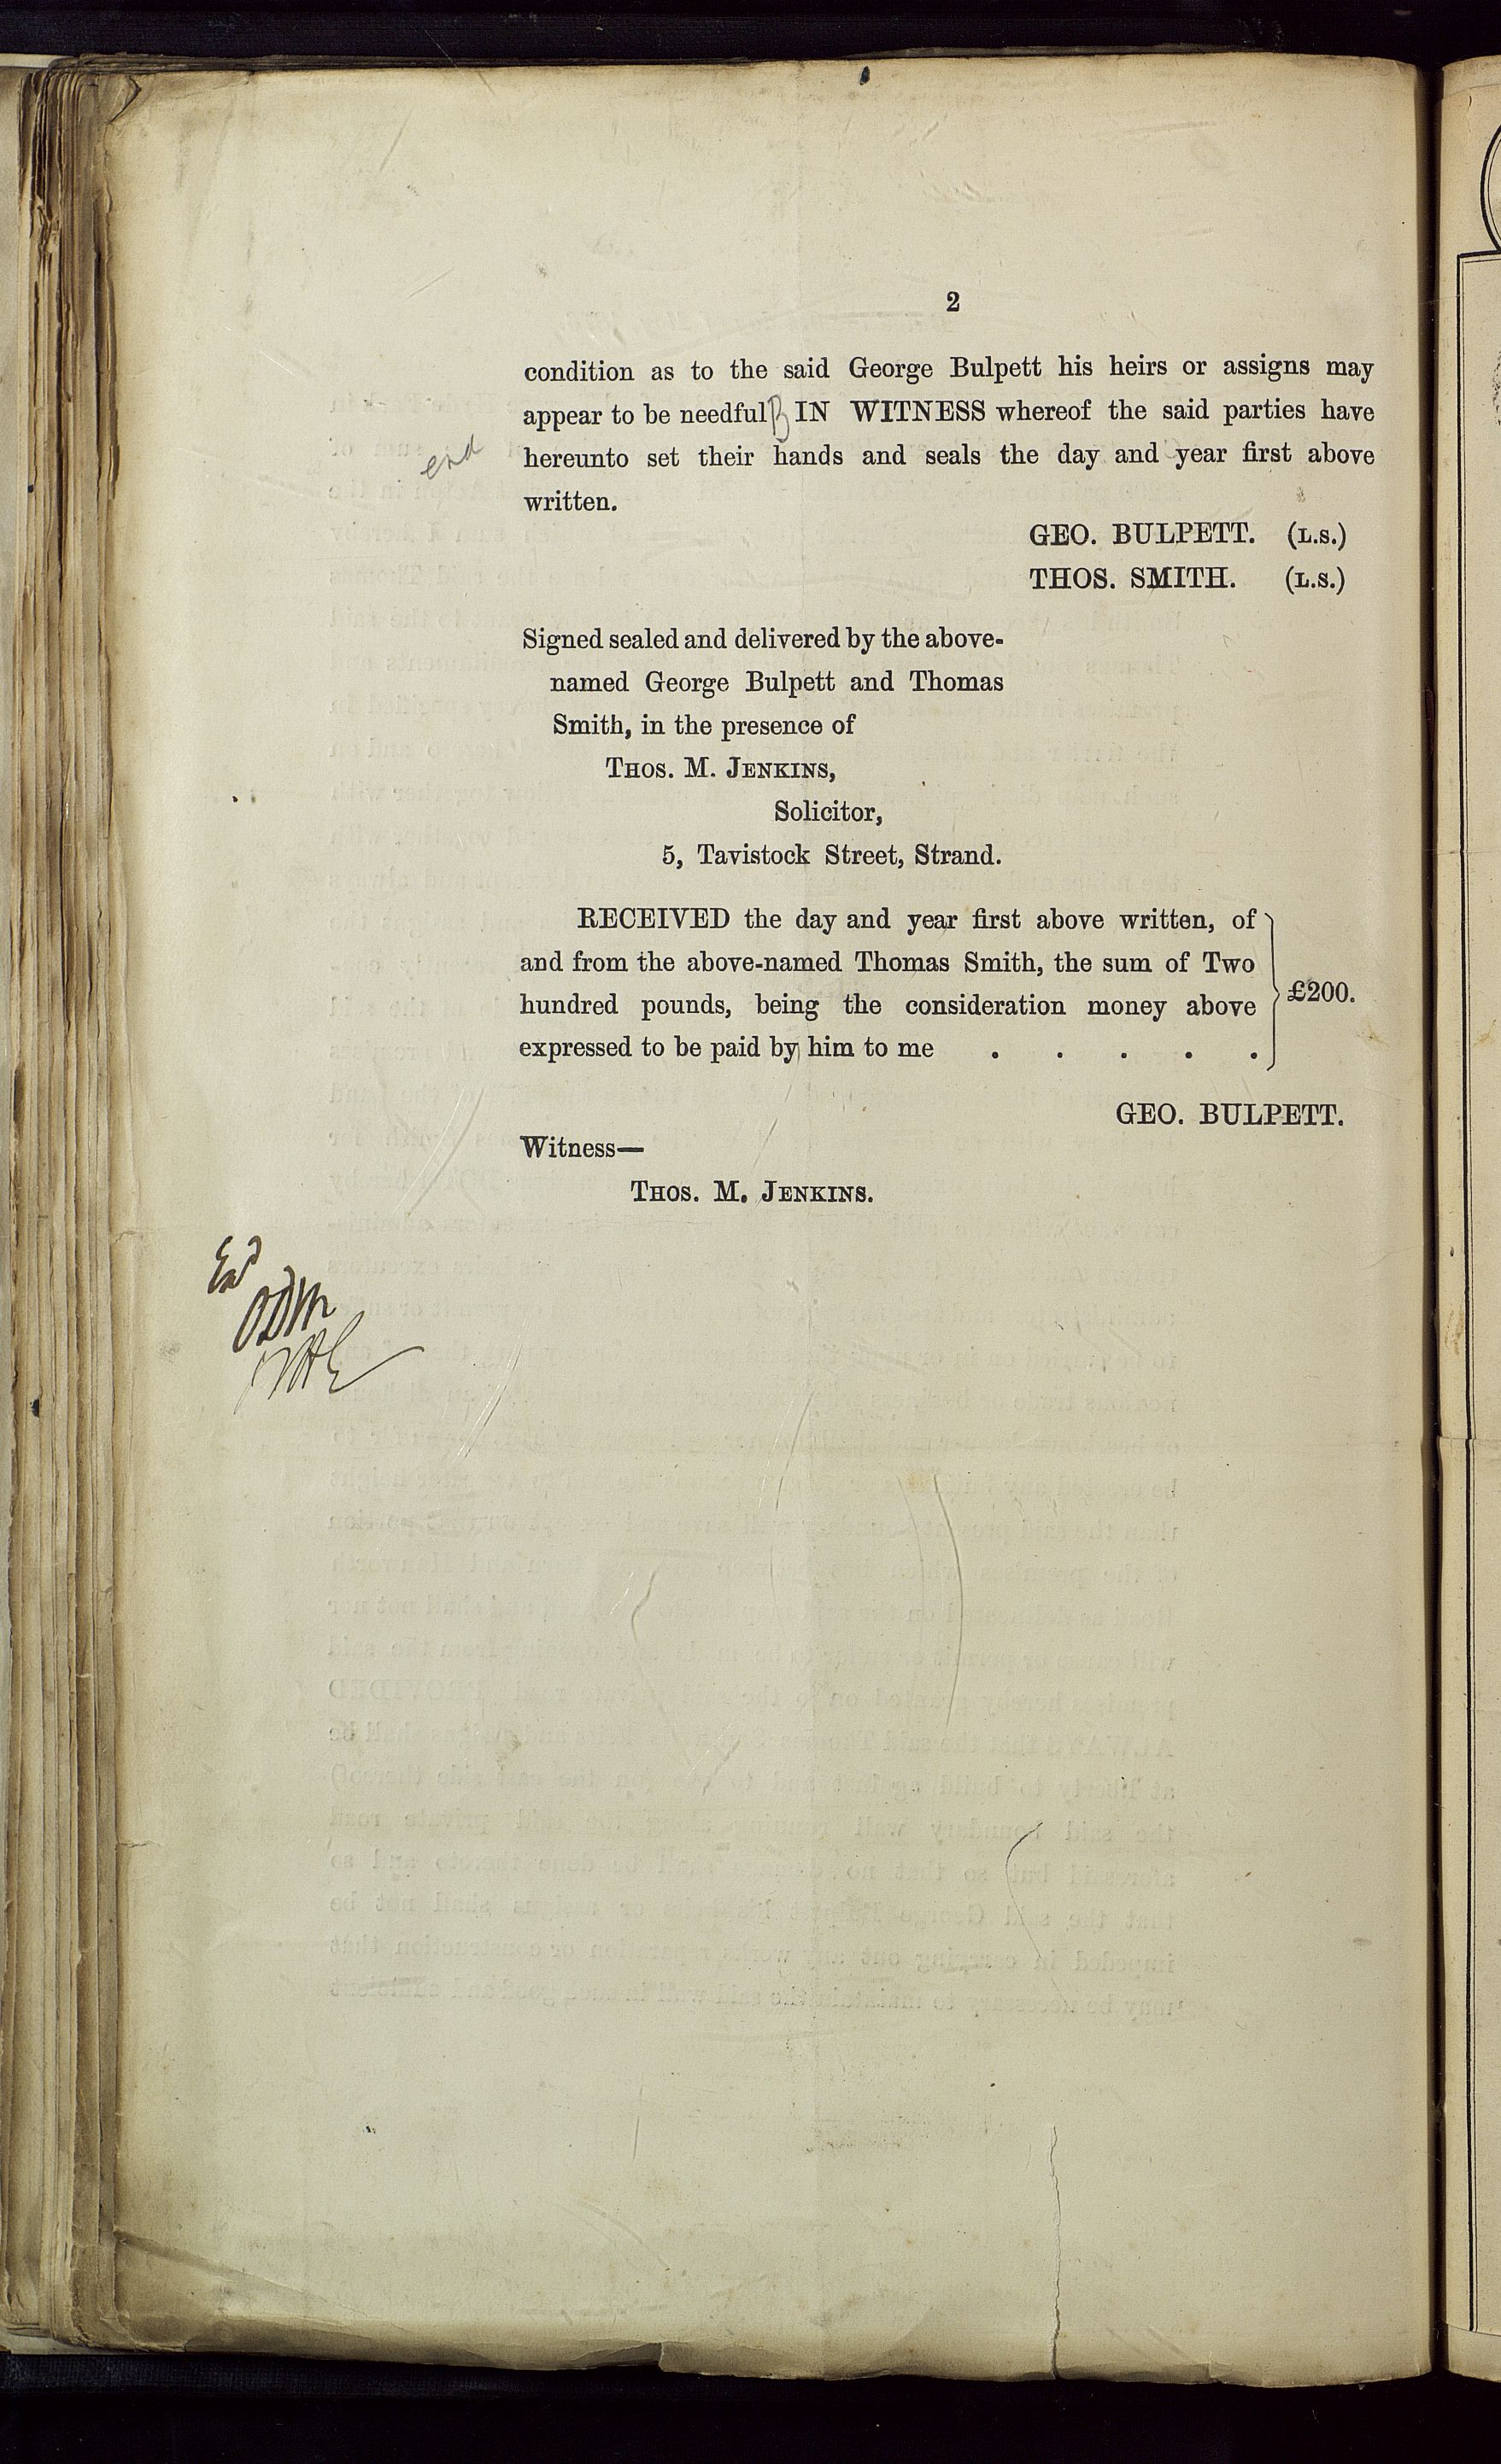 2
condition as to the said George Bulpett his heirs or assigns may
appear to be needful IN WITNESS whereof the said parties have
end
hereunto set their hands and seals the day and year first above
written.
GEO. BULPETT. (L.S.)
THOS. SMITH. (L.S.)
Signed sealed and delivered by the above-
named George Bulpett and Thomas
Smith, in the presence of
THOS. M. JENKINS,
Solicitor,
5, Tavistock Street, Strand.
RECEIVED the day and year first above written, of
and from the above-named Thomas Smith, the sum of Two
hundred pounds, being the consideration money above
£200.
expressed to be paid by him to me . . . . .
GEO. BULPETT.
Witness—
THOS. M. JENKINS.